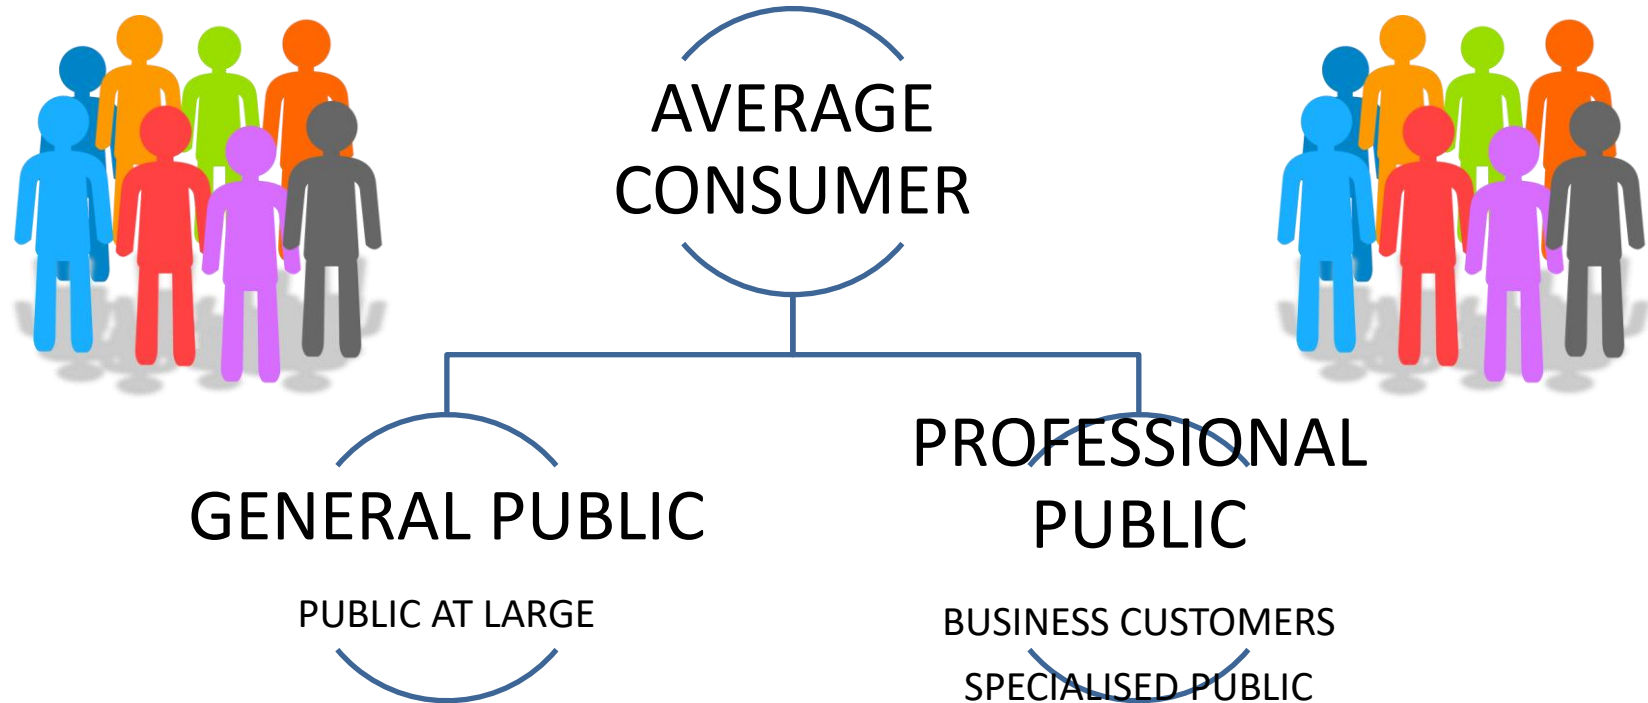 AVERAGE
CONSUMER
GENERAL PUBLIC
PUBLIC AT LARGE
PROFESSIONAL
PUBLIC
BUSINESS CUSTOMERS
SPECIALISED PUBLIC